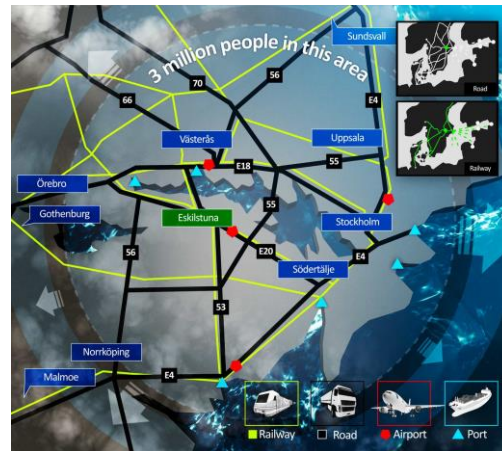 Sundsvall
3 million people in this area
56
70
E4
66
Road
Västerås
Uppsala
E18
55
Railway
Örebro
Gothenburg
Eskilstuna
55
Stockholm
56
E20
Södertälje
E4
53
Norrköping
Malmoe
E4
Railway
Road
Airport
Port